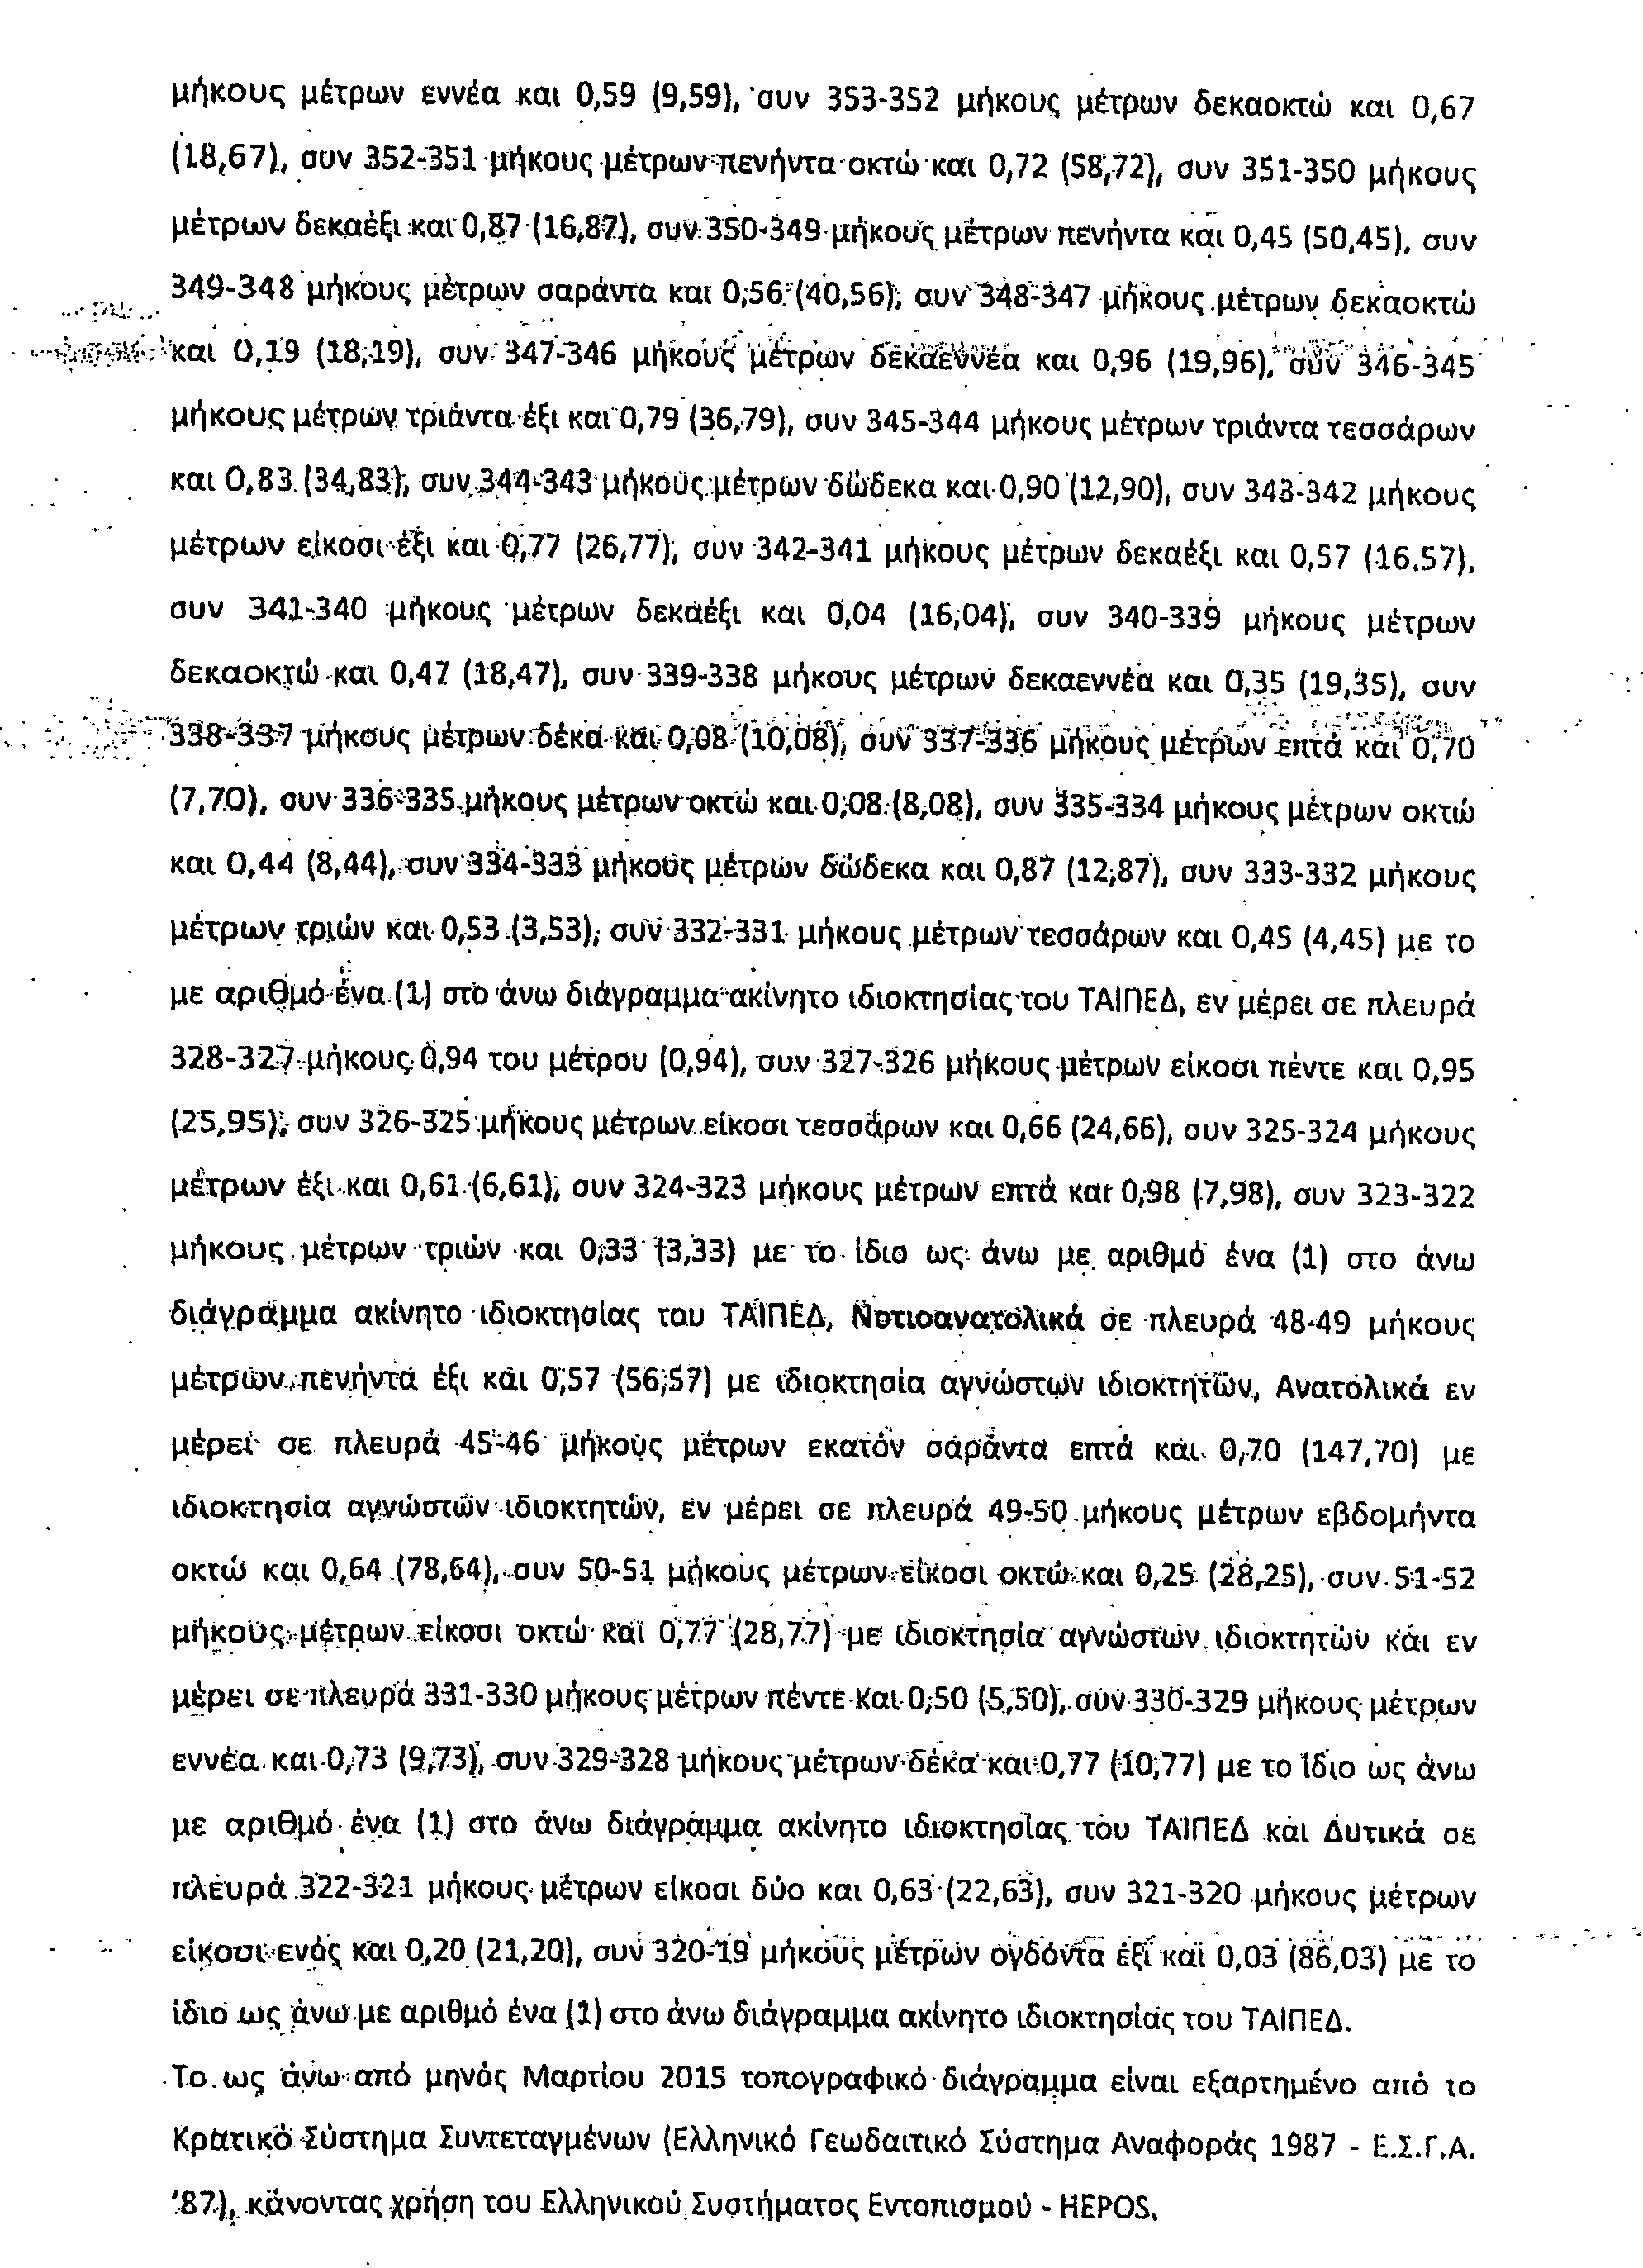 μήκους μέτρων εννέα και 0,59 (9,59), συν 353-352 μήκους μέτρων δεκαοκτώ και 0,67
(18,67), συν 352-351 μήκους μέτρων πενήντα οκτώ και 0,72 (58,72), συν 351-350 μήκους
μέτρων δεκαέξι και 0,87 (16,87), συν 350-349 μήκους μέτρων πενήντα και 0,45 (50,45), συν
349-348 μήκους μέτρων σαράντα και 0,56 (40,56), συν 348-347 μήκους μέτρων δεκαοκτώ
και 0,19 (18,19), συν 347-346 μήκους μέτρων δεκαεννέα και 0,96 (19,96), συν 346-345
μήκους μέτρων τριάντα έξι και 0,79 (36,79), συν 345-344 μήκους μέτρων τριάντα τεσσάρων
και 0,83 (34,83), συν 344-343 μήκους μέτρων δώδεκα και 0,90 (12,90), συν 343-342 μήκους
μέτρων είκοσι έξι και 0,77 (26,77), συν 342-341 μήκους μέτρων δεκαέξι και 0,57 (16.57),
συν 341-340 μήκους μέτρων δεκαέξι και 0,04 (16,04), συν 340-339 μήκους μέτρων
δεκαοκτώ και 0,47 (18,47), συν 339-338 μήκους μέτρων δεκαεννέα και 0,35 (19,35), συν
338-337 μήκους μέτρων δέκα και 0,08 (10,08), συν 337-336 μήκους μέτρων επτά και 0,70
(7,70), συν 336-335 μήκους μέτρων οκτώ και 0,08 (8,08), συν 335-334 μήκους μέτρων οκτώ
και 0,44 (8,44), συν 334-333 μήκους μέτρων δώδεκα και 0,87 (12,87), συν 333-332 μήκους
μέτρων τριών και 0,53 (3,53), συν 332-331 μήκους μέτρων τεσσάρων και 0,45 (4,45) με το
με αριθμό ένα (1) στο άνω διάγραμμα ακίνητο ιδιοκτησίας του ΤΑΙΠΕΔ, εν μέρει σε πλευρά
328-327 μήκους 0,94 του μέτρου (0,94), συν 327-326 μήκους μέτρων είκοσι πέντε και 0,95
(25,95), συν 326-325 μήκους μέτρων είκοσι τεσσάρων και 0,66 (24,66), συν 325-324 μήκους
μέτρων έξι και 0,61 (6,61), συν 324-323 μήκους μέτρων επτά και 0,98 (7,98), συν 323-322
μήκους μέτρων τριών και 0,33 (3,33) με το ίδιο ως άνω με αριθμό ένα (1) στο άνω
διάγραμμα ακίνητο ιδιοκτησίας του ΤΑΙΠΕΔ, Νοτιοανατολικά σε πλευρά 48-49 μήκους
μέτρων πενήντα έξι και 0,57 (56,57) με ιδιοκτησία αγνώστων ιδιοκτητών, Ανατολικά εν
μέρει σε πλευρά 45-46 μήκους μέτρων εκατόν σαράντα επτά και 0,70 (147,70) με
ιδιοκτησία αγνώστων ιδιοκτητών, εν μέρει σε πλευρά 49-50 μήκους μέτρων εβδομήντα
οκτώ και 0,64 (78,64), συν 50-51 μήκους μέτρων είκοσι οκτώ και 0,25 (28,25), συν 51-52
μήκους μέτρων είκοσι οκτώ και 0,77 (28,77) με ιδιοκτησία αγνώστων ιδιοκτητών και εν
μέρει σε πλευρά 331-330 μήκους μέτρων πέντε και 0,50 (5,50), συν 330-329 μήκους μέτρων
εννέα και 0,73 (9,73), συν 329-328 μήκους μέτρων δέκα και 0,77 (10,77) με το ίδιο ως άνω
με αριθμό ένα (1) στο άνω διάγραμμα ακίνητο ιδιοκτησίας του ΤΑΙΠΕΔ και Δυτικά σε
πλευρά 322-321 μήκους μέτρων είκοσι δύο και 0,63 (22,63), συν 321-320 μήκους μέτρων
είκοσι ενός και 0,20 (21,20), συν 320-19 μήκους μέτρων ογδόντα έξι και 0,03 (86,03) με το
ίδιο ως άνω με αριθμό ένα (1) στο άνω διάγραμμα ακίνητο ιδιοκτησίας του ΤΑΙΠΕΔ.
Το ως άνω από μηνός Μαρτίου 2015 τοπογραφικό διάγραμμα είναι εξαρτημένο από το
Κρατικό Σύστημα Συντεταγμένων (Ελληνικό Γεωδαιτικό Σύστημα Αναφοράς 1987 - Ε.Σ.Γ.Α.
'87), κάνοντας χρήση του Ελληνικού Συστήματος Εντοπισμού - HEPOS.